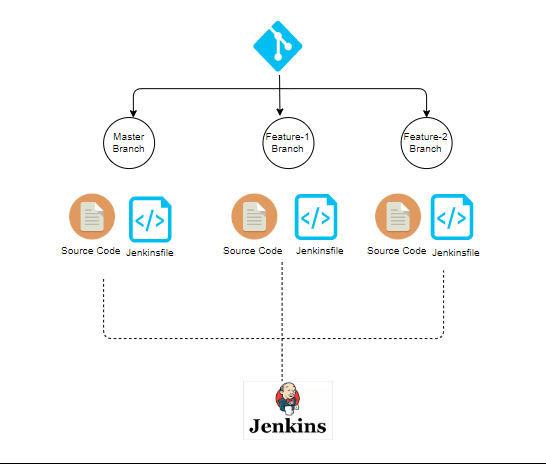 Master
Branch
Feature-1
Branch
Feature-2
Branch
Source Code
Jenkinsfile
Source Code
Jenkinsfile
Source Code
Jenkinsfile
Jenkins